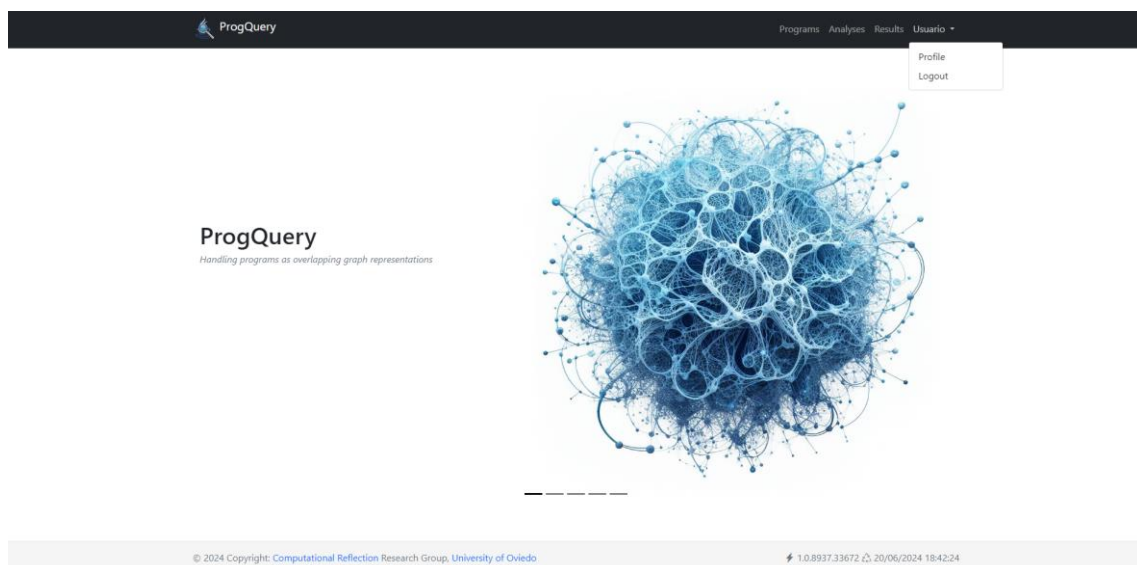 ProgQuery
Programs Analyses Results Usuario
Profile
Logout
ProgQuery
Handling programs as overlapping graph representations
© 2024 Copyright: Computational Reflection Research Group, University of Oviedo
1.0.8937.33672 20/06/2024 18:42:24